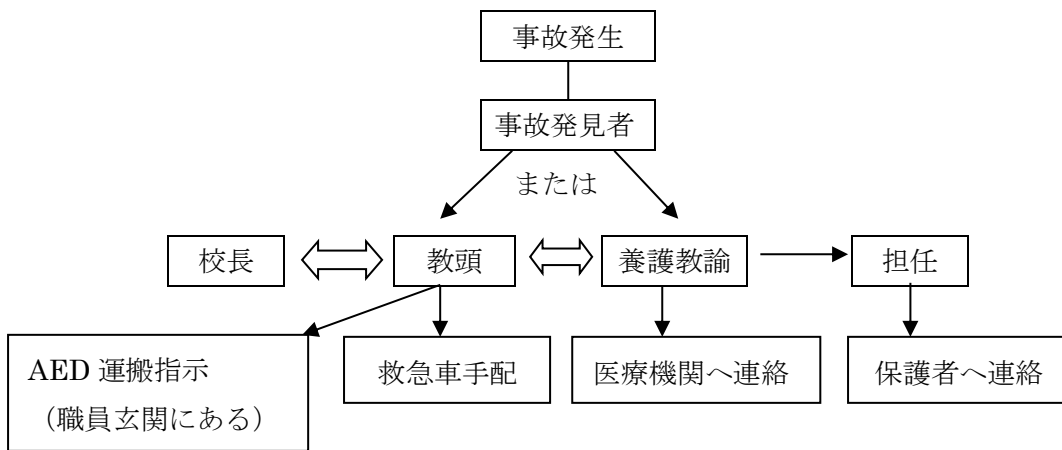 事故発生
事故発見者
または
校長
教頭
養護教諭
担任
AED 運搬指示
（職員玄関にある）
救急車手配
医療機関へ連絡
保護者へ連絡